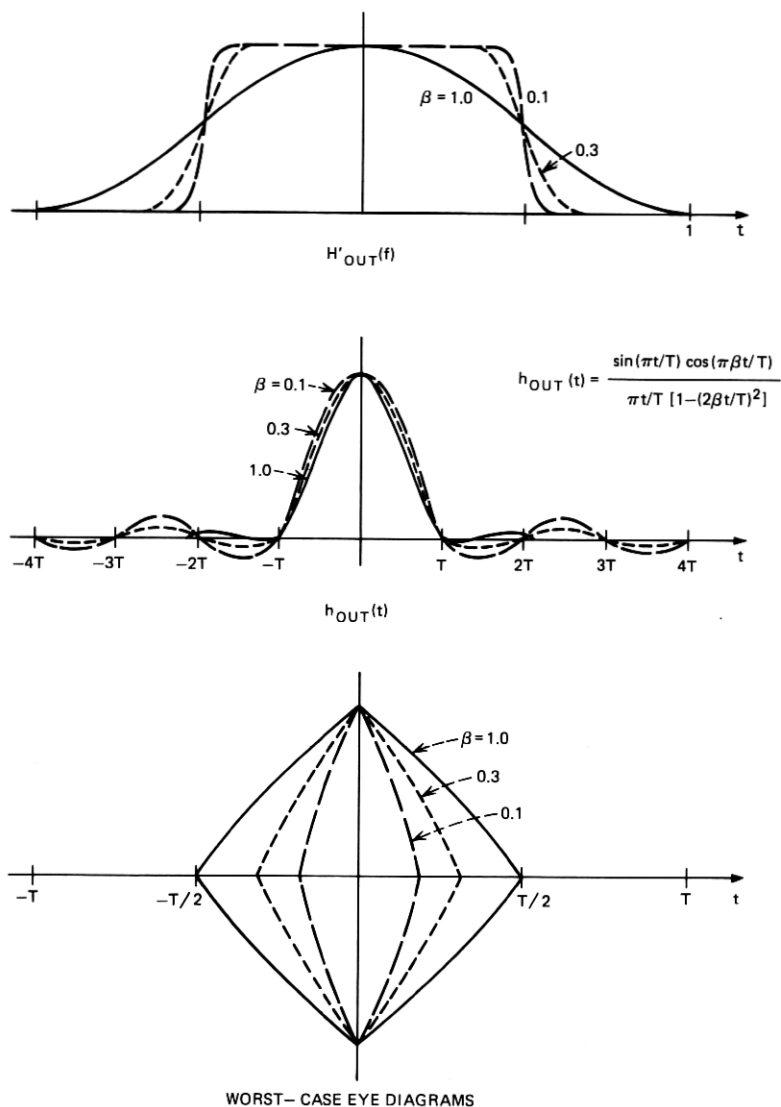 β = 1.0
0.1
0.3
1
t
H'OUT(f)
β = 0.1
0.3
1.0
hOUT (t) = sin (πt/T) cos (πβt/T) / πt/T [1−(2βt/T)²]
−4T
−3T
−2T
−T
T
2T
3T
4T
t
hOUT(t)
β = 1.0
0.3
0.1
−T
−T/2
T/2
T
t
WORST− CASE EYE DIAGRAMS